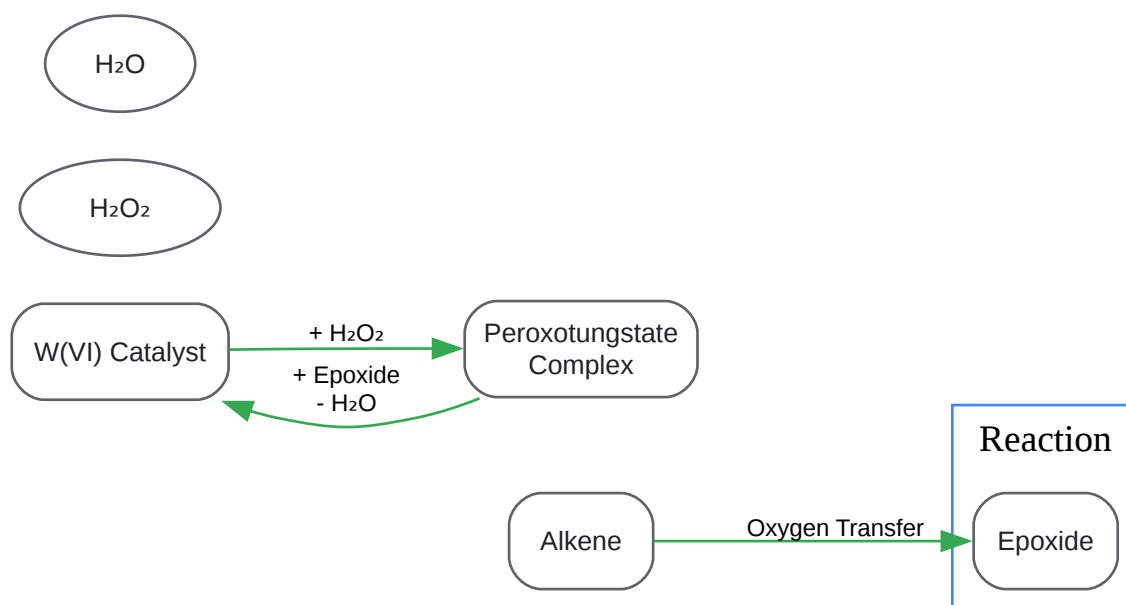 H₂O
H₂O₂
W(VI) Catalyst
+ H₂O₂
+ Epoxide
- H₂O
Peroxotungstate
Complex
Reaction
Alkene
Oxygen Transfer
Epoxide